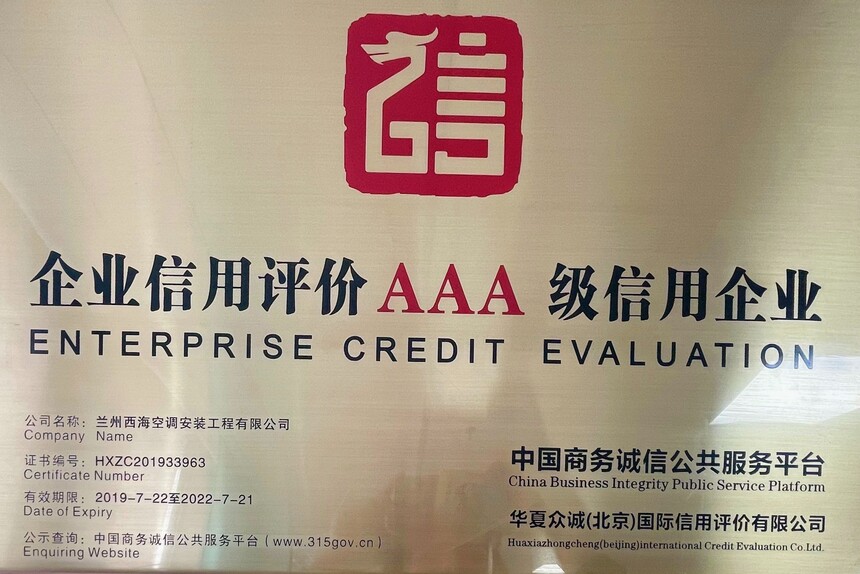 信
企业信用评价AAA级信用企业
ENTERPRISE CREDIT EVALUATION
公司名称：兰州西海空调安装工程有限公司
Company Name
证书编号：HXZC201933963
Certificate Number
有效期限：2019-7-22至2022-7-21
Date of Expiry
公示查询：中国商务诚信公共服务平台（www.315gov.cn）
Enquiring Website
中国商务诚信公共服务平台
China Business Integrity Public Service Platform
华夏众诚(北京)国际信用评价有限公司
Huaxiazhongcheng(beijing)international Credit Evaluation Co.Ltd.